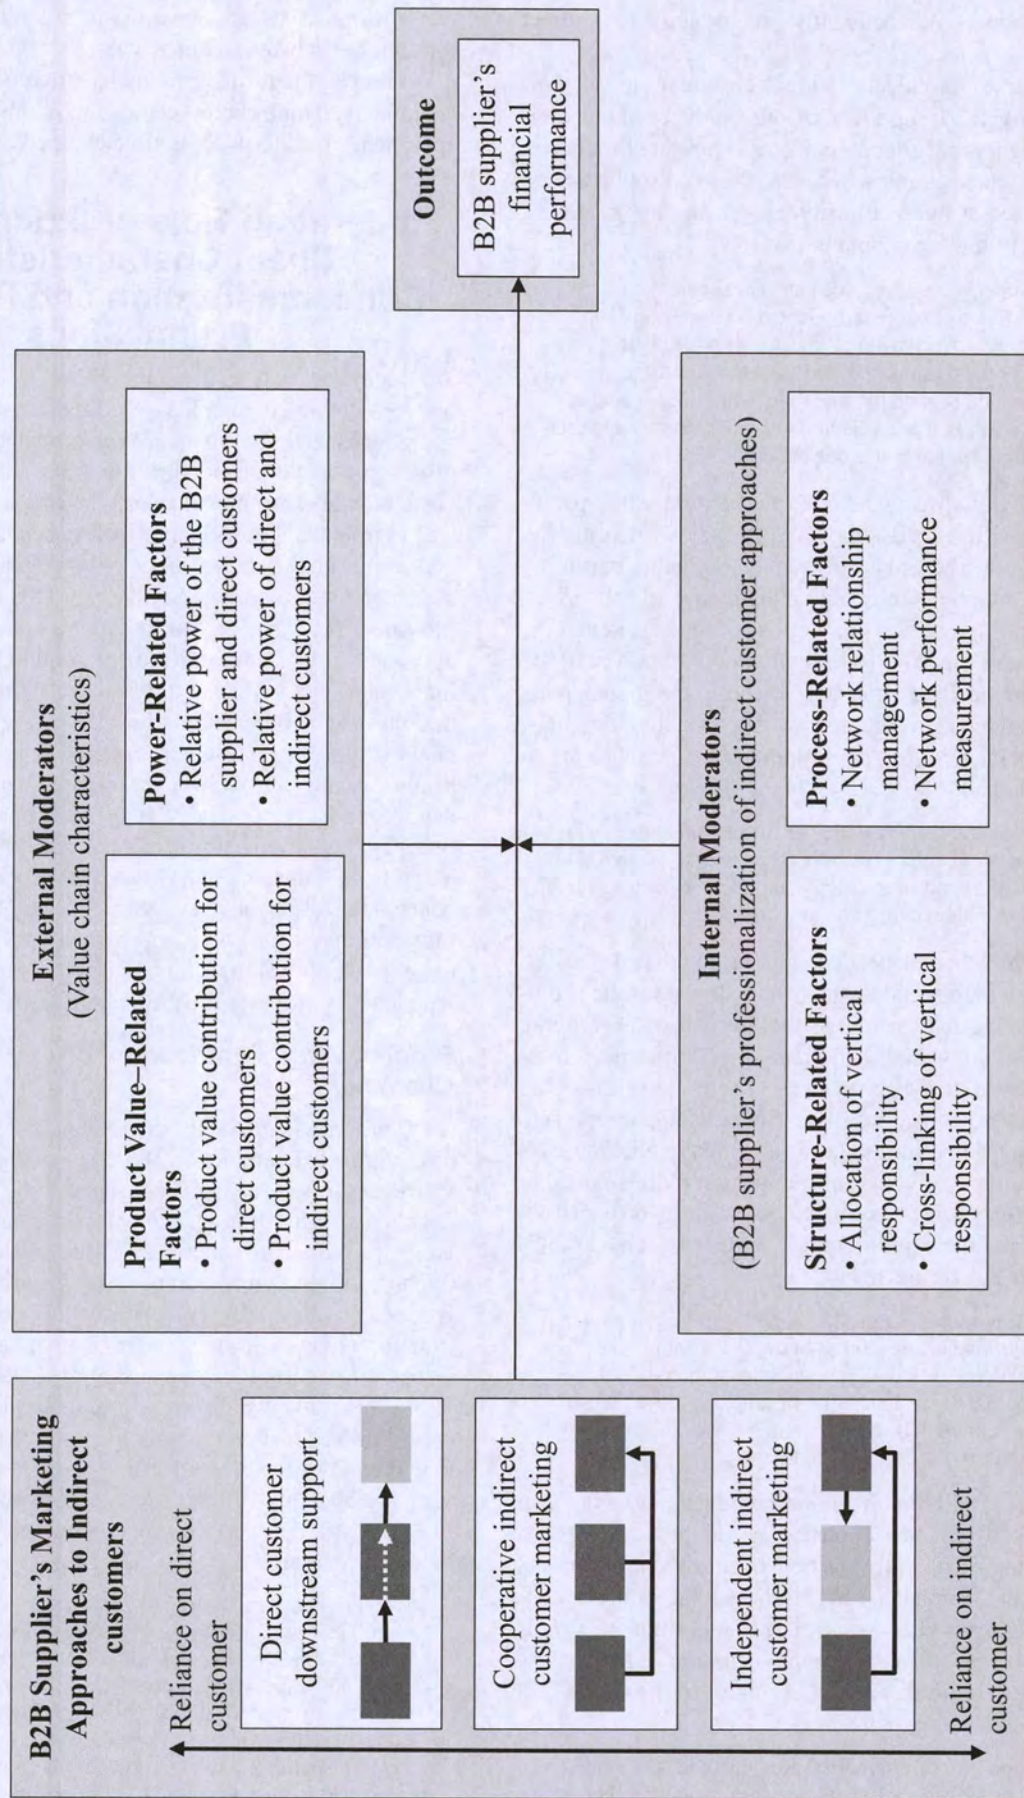 B2B Supplier's Marketing
Approaches to Indirect
customers
Reliance on direct
customer
Direct customer
downstream support
Cooperative indirect
customer marketing
Independent indirect
customer marketing
Reliance on indirect
customer
External Moderators
(Value chain characteristics)
Product Value–Related
Factors
• Product value contribution for
direct customers
• Product value contribution for
indirect customers
Power-Related Factors
• Relative power of the B2B
supplier and direct customers
• Relative power of direct and
indirect customers
Internal Moderators
(B2B supplier's professionalization of indirect customer approaches)
Structure-Related Factors
• Allocation of vertical
responsibility
• Cross-linking of vertical
responsibility
Process-Related Factors
• Network relationship
management
• Network performance
measurement
Outcome
B2B supplier's
financial
performance